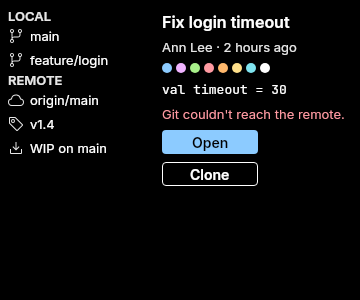 LOCAL
main
feature/login
REMOTE
origin/main
v1.4
WIP on main
Fix login timeout
Ann Lee · 2 hours ago
val timeout = 30
Git couldn't reach the remote.
Open
Clone